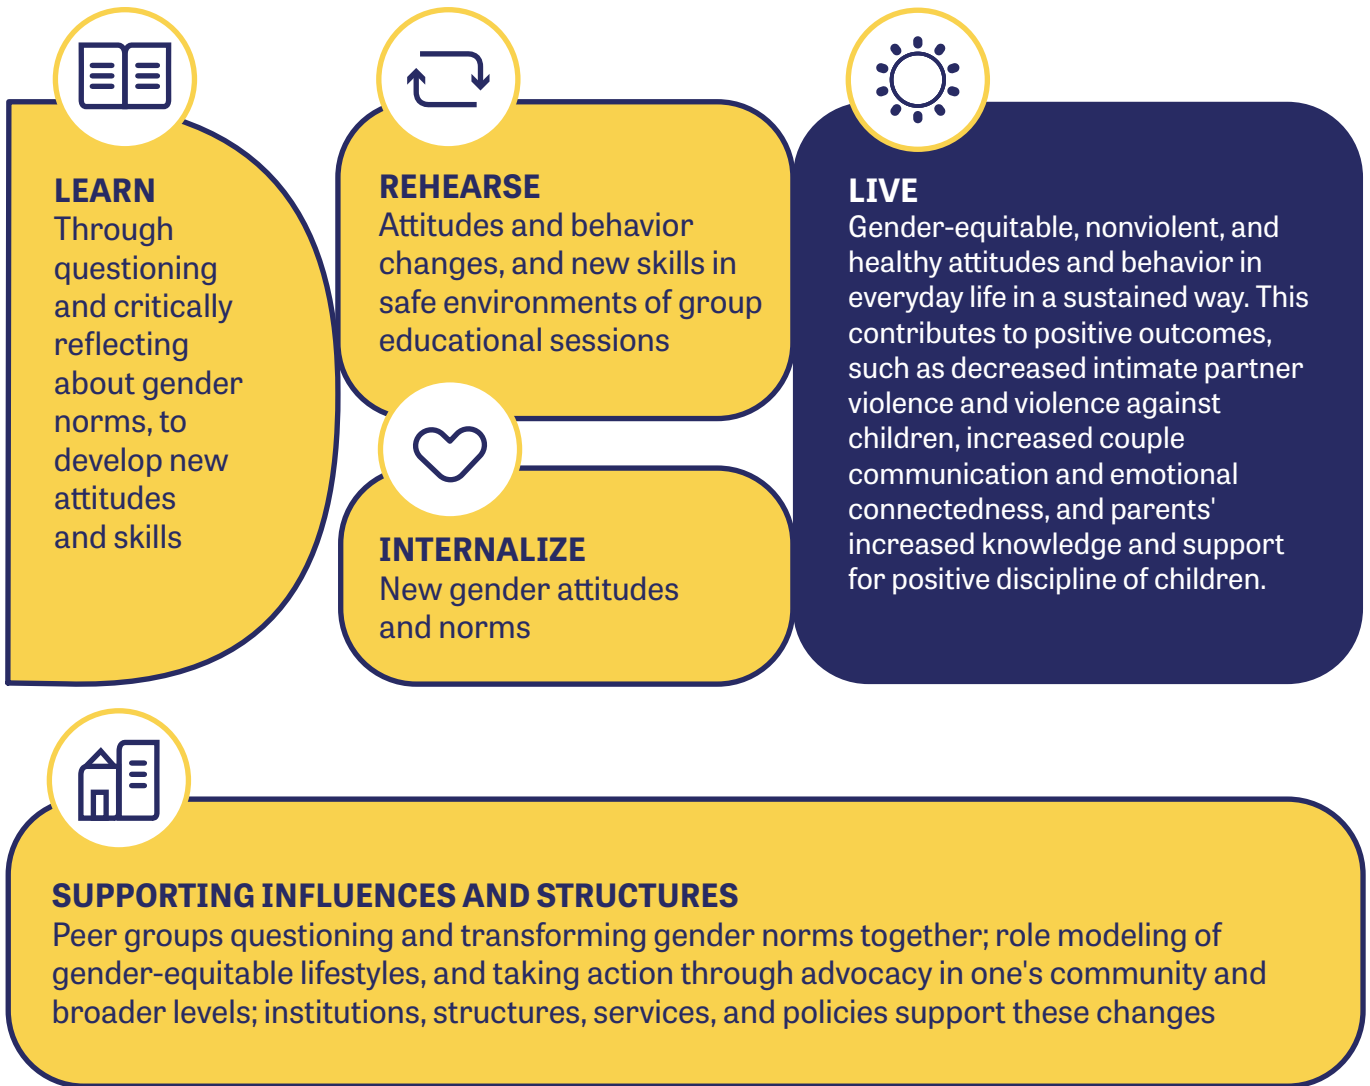 LEARN
Through
questioning
and critically
reflecting
about gender
norms, to
develop new
attitudes
and skills
REHEARSE
Attitudes and behavior
changes, and new skills in
safe environments of group
educational sessions
INTERNALIZE
New gender attitudes
and norms
LIVE
Gender-equitable, nonviolent, and
healthy attitudes and behavior in
everyday life in a sustained way. This
contributes to positive outcomes,
such as decreased intimate partner
violence and violence against
children, increased couple
communication and emotional
connectedness, and parents'
increased knowledge and support
for positive discipline of children.
SUPPORTING INFLUENCES AND STRUCTURES
Peer groups questioning and transforming gender norms together; role modeling of
gender-equitable lifestyles, and taking action through advocacy in one's community and
broader levels; institutions, structures, services, and policies support these changes